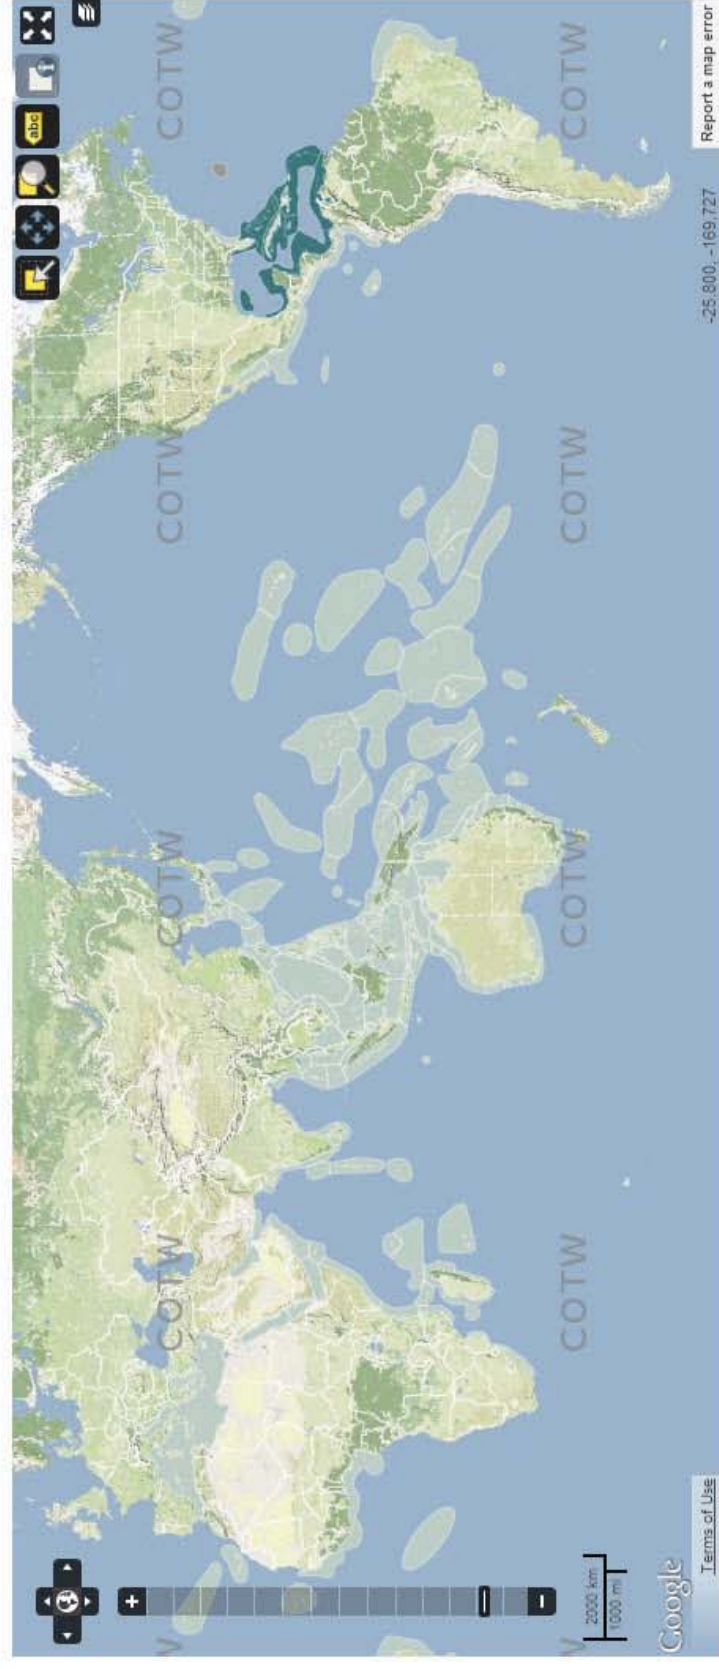 COTW
COTW
COTW
COTW
COTW
COTW
COTW
COTW
abc
2000 km
1000 mi
Google
Terms of Use
-25.800, -169.727
Report a map error